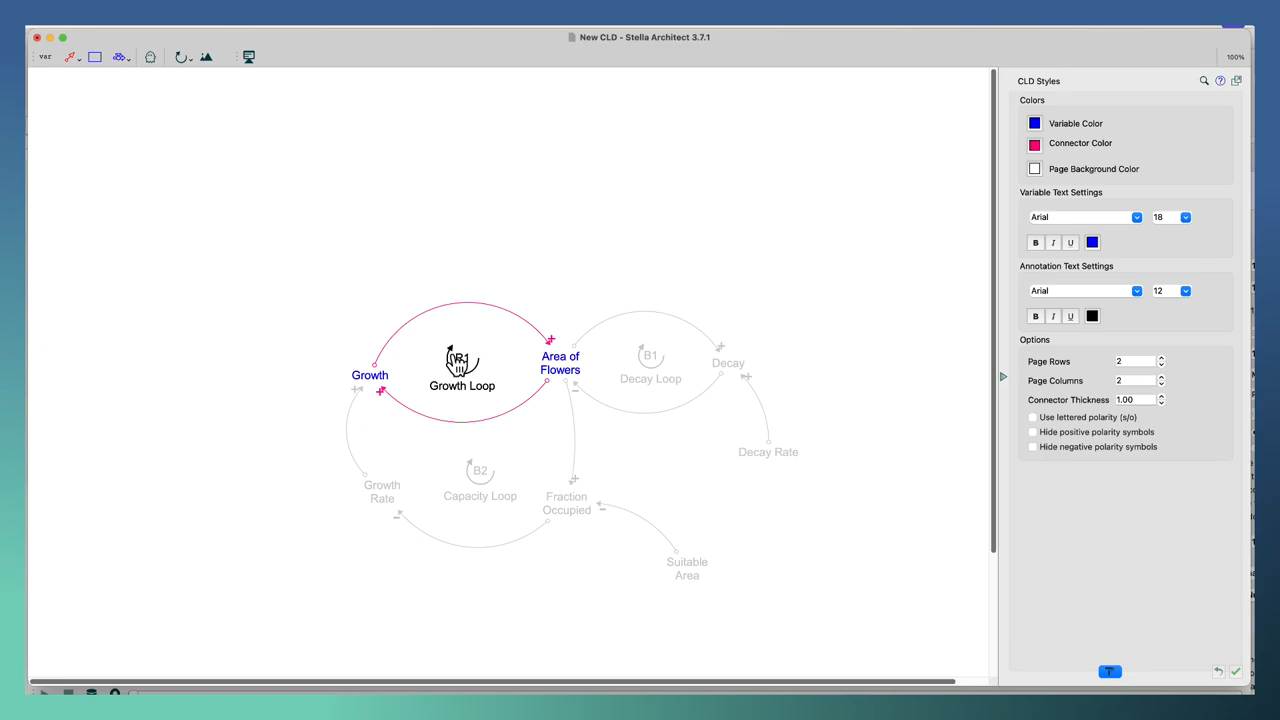 New CLD - Stella Architect 3.7.1
var
100%
CLD Styles
Colors
Variable Color
Connector Color
Page Background Color
Variable Text Settings
Arial
18
B I U
Annotation Text Settings
Arial
12
B I U
Options
Page Rows
2
Page Columns
2
Connector Thickness
1.00
Use lettered polarity (s/o)
Hide positive polarity symbols
Hide negative polarity symbols
Growth
R1
Growth Loop
+
+
Area of
Flowers
B1
Decay Loop
+
-
Decay
+
Decay Rate
+
Growth
Rate
-
B2
Capacity Loop
+
Fraction
Occupied
-
Suitable
Area
T